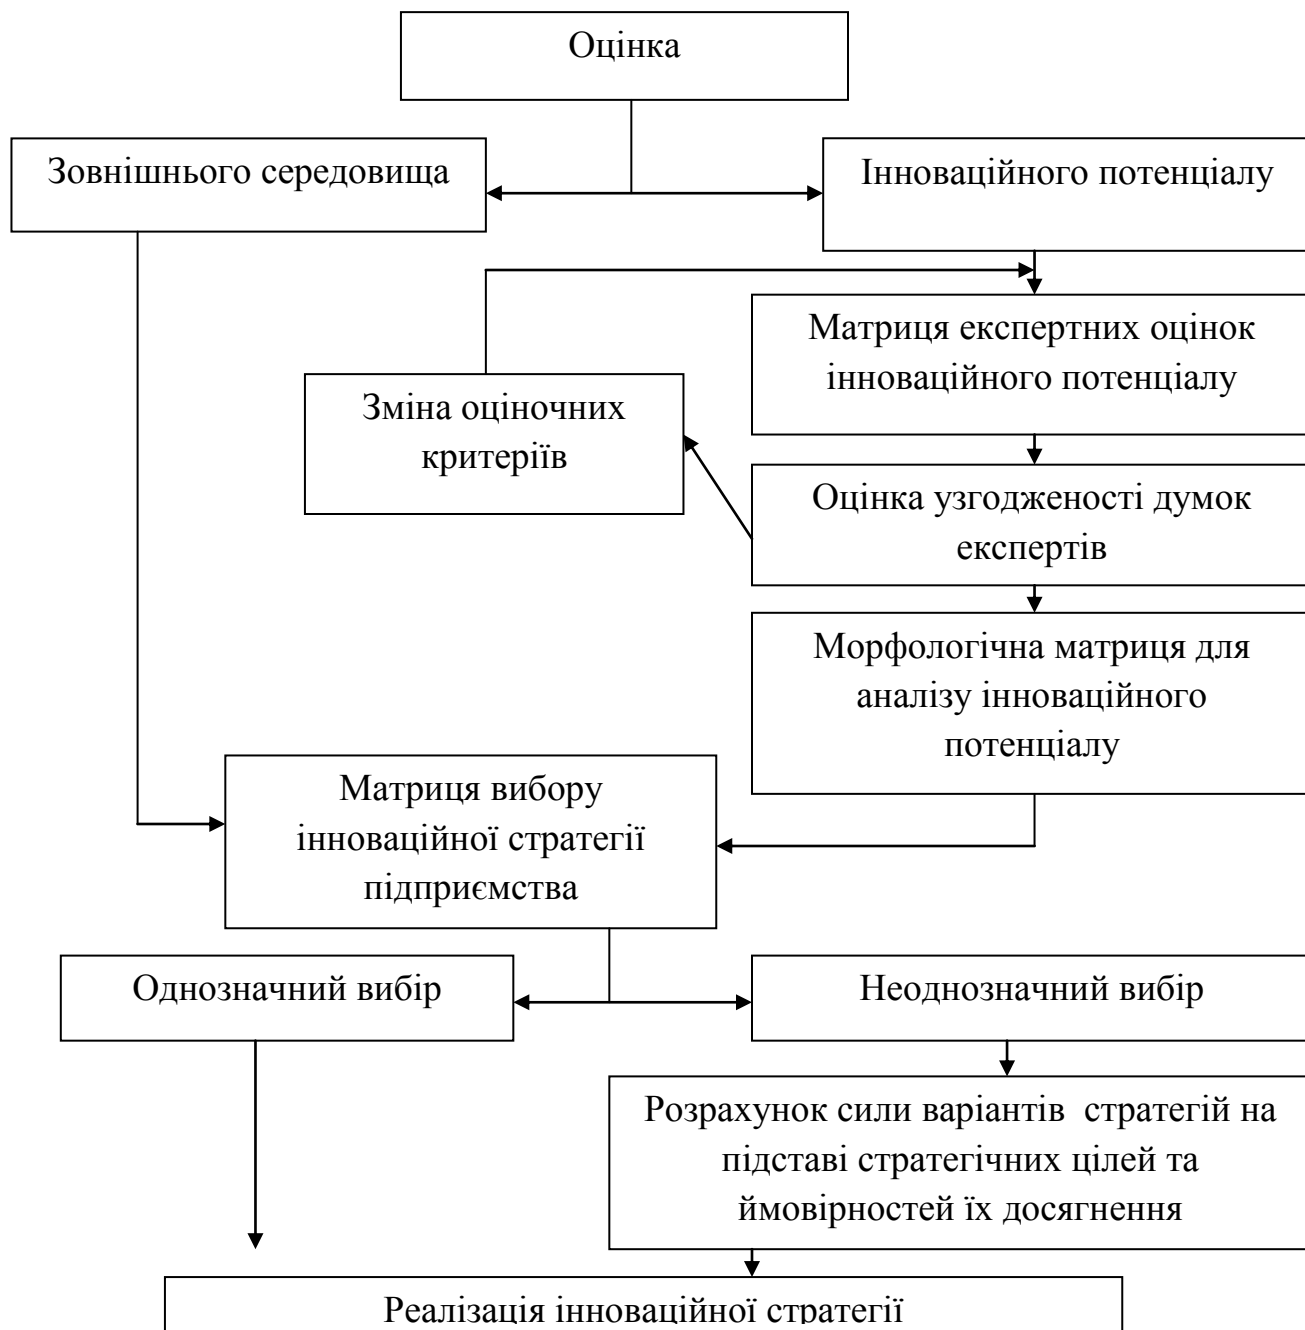 Оцінка
Зовнішнього середовища
Інноваційного потенціалу
Матриця експертних оцінок
інноваційного потенціалу
Зміна оціночних
критеріїв
Оцінка узгодженості думок
експертів
Морфологічна матриця для
аналізу інноваційного
потенціалу
Матриця вибору
інноваційної стратегії
підприємства
Однозначний вибір
Неоднозначний вибір
Розрахунок сили варіантів стратегій на
підставі стратегічних цілей та
ймовірностей їх досягнення
Реалізація інноваційної стратегії